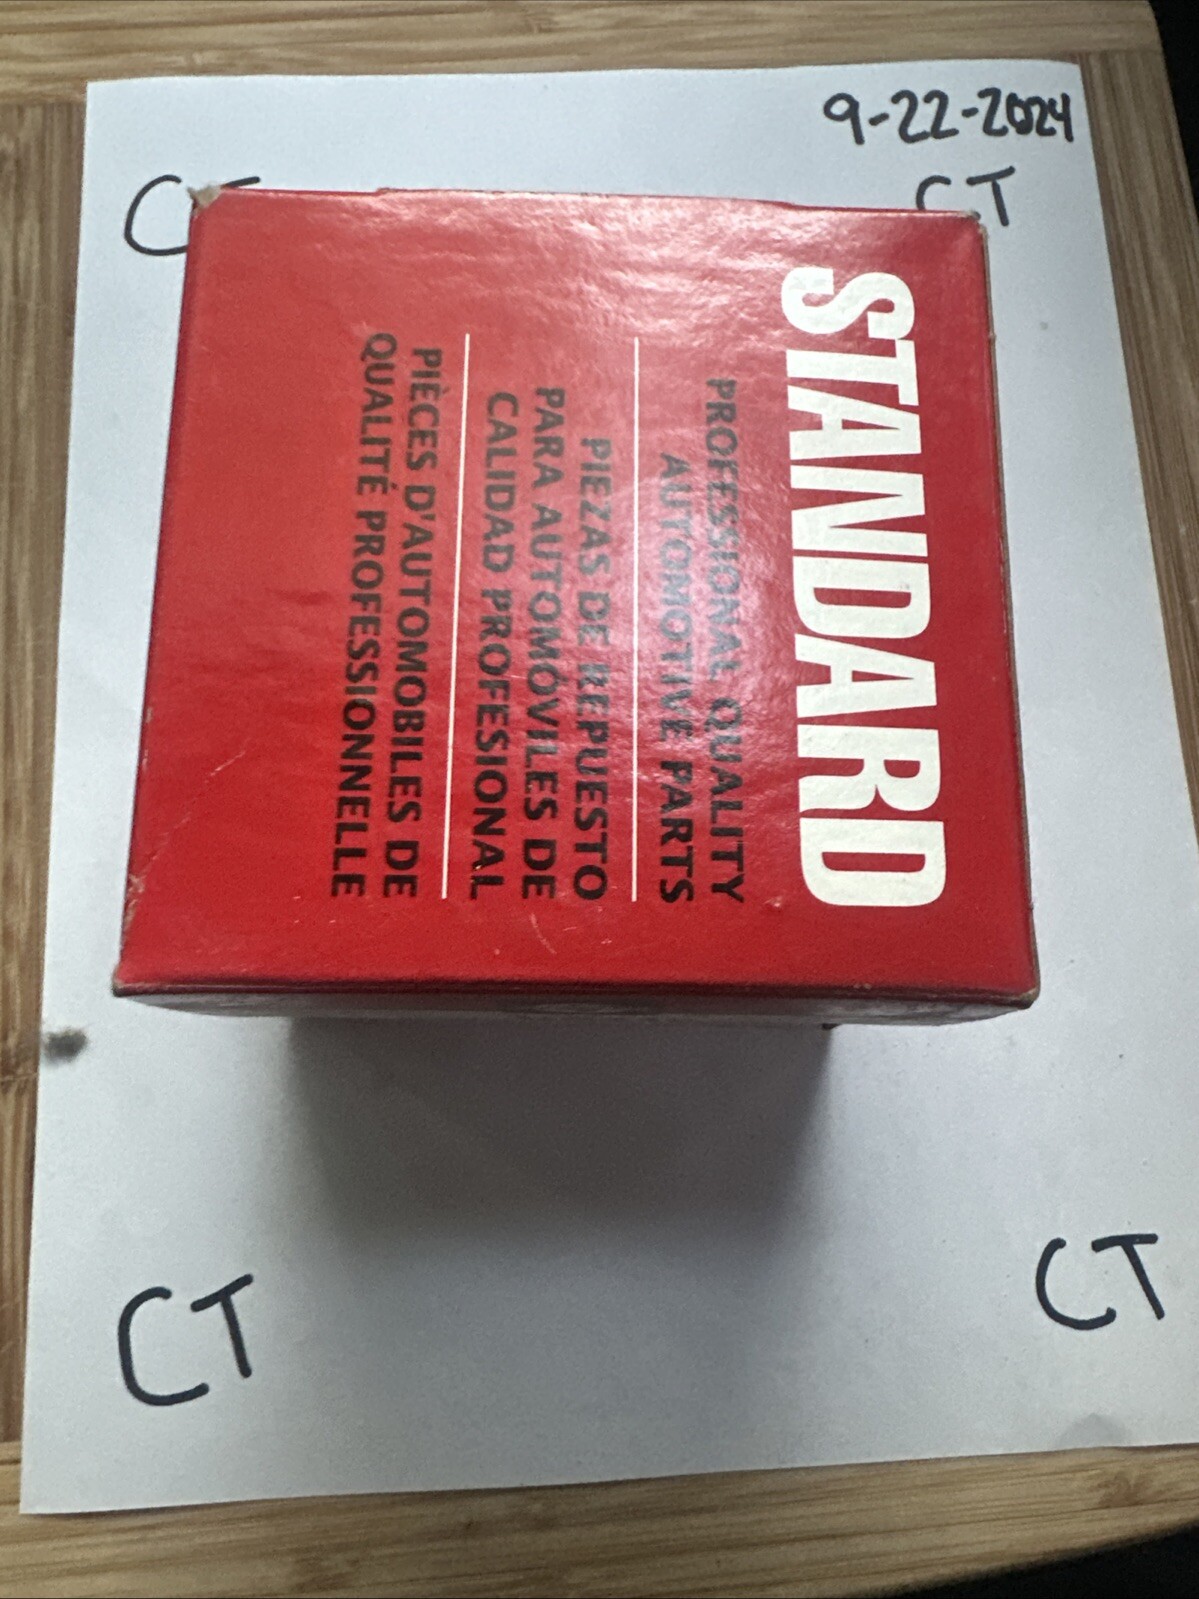 9-22-2024
CT
CT
STANDARD
PROFESSIONAL QUALITY
AUTOMOTIVE PARTS
PIEZAS DE REPUESTO
PARA AUTOMÓVILES DE
CALIDAD PROFESIONAL
PIÈCES D'AUTOMOBILES DE
QUALITÉ PROFESSIONNELLE
CT
CT